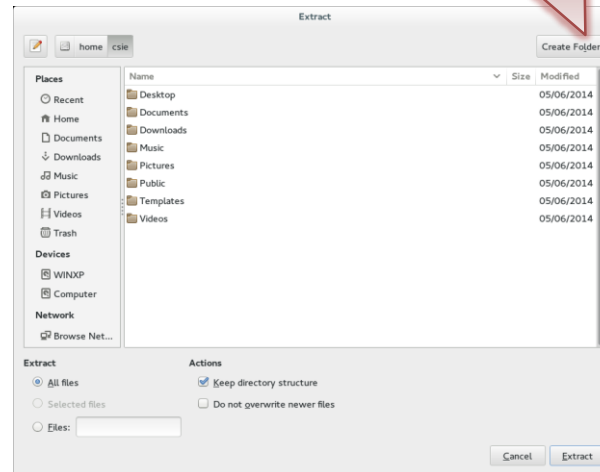 Extract
home csie Create Folder
Places
Recent
Home
Documents
Downloads
Music
Pictures
Videos
Trash
Devices
WINXP
Computer
Network
Browse Net...
Name Size Modified
Desktop 05/06/2014
Documents 05/06/2014
Downloads 05/06/2014
Music 05/06/2014
Pictures 05/06/2014
Public 05/06/2014
Templates 05/06/2014
Videos 05/06/2014
Extract
All files
Selected files
Files:
Actions
Keep directory structure
Do not overwrite newer files
Cancel Extract